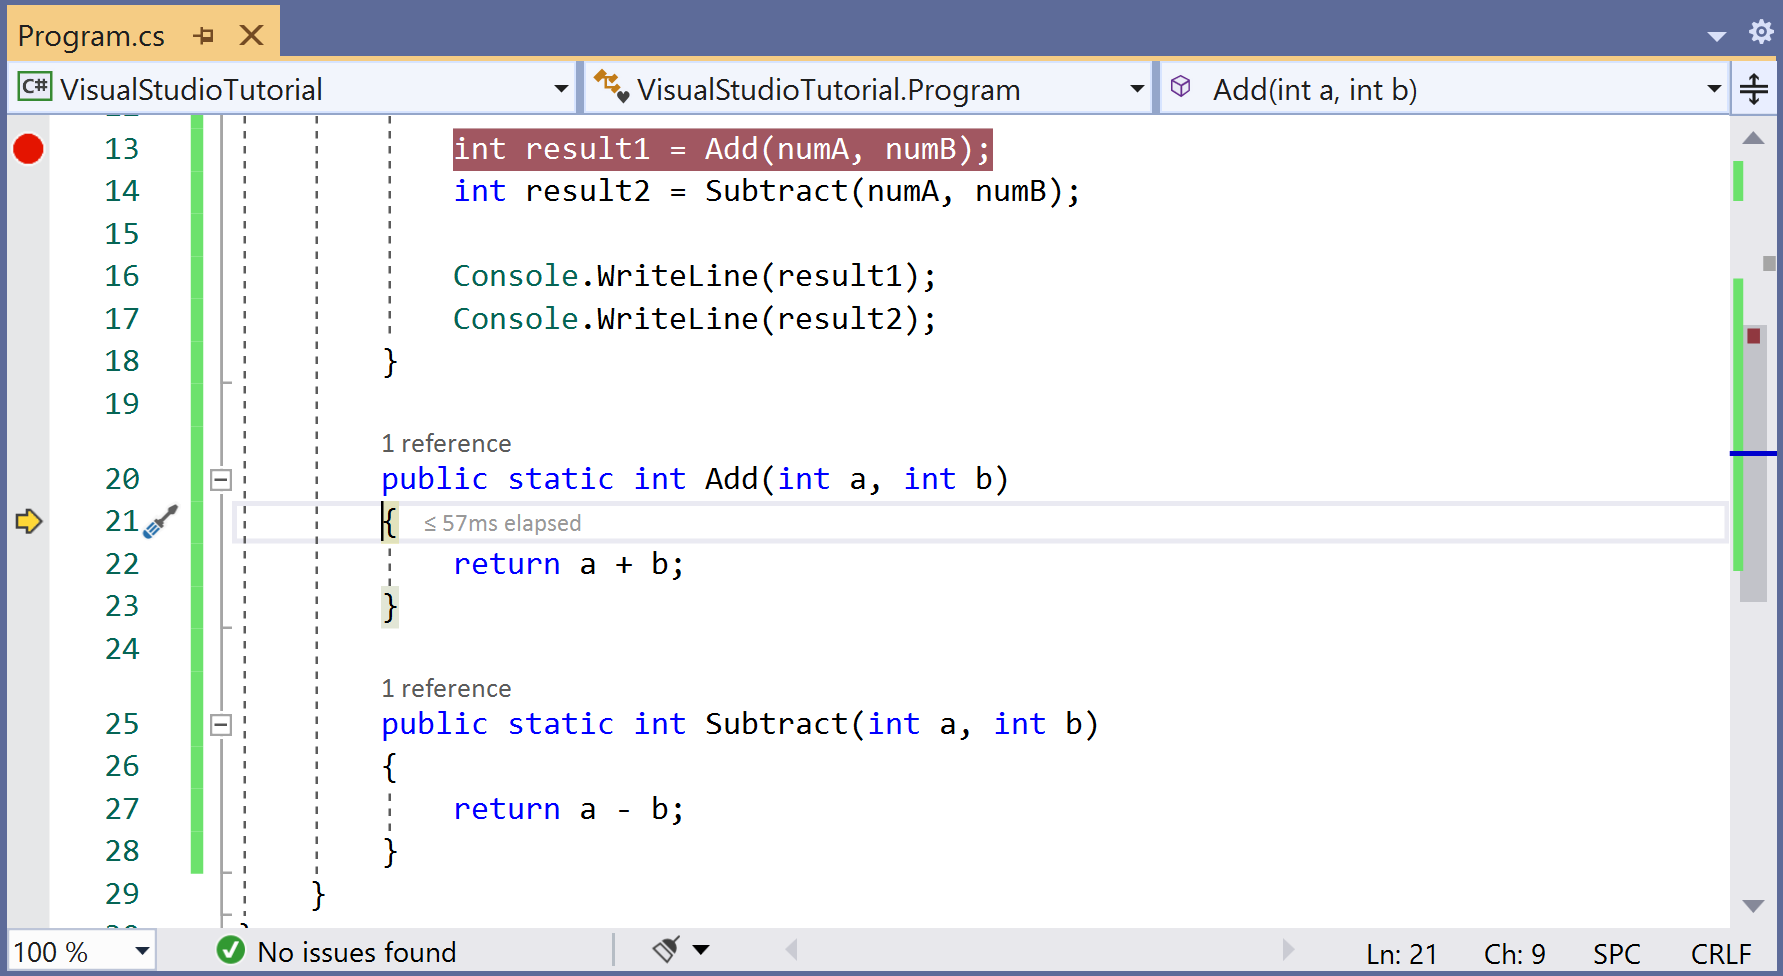 Program.cs
C# VisualStudioTutorial VisualStudioTutorial.Program Add(int a, int b)
13 int result1 = Add(numA, numB);
14 int result2 = Subtract(numA, numB);
15
16 Console.WriteLine(result1);
17 Console.WriteLine(result2);
18 }
19
1 reference
20 public static int Add(int a, int b)
21 { ≤ 57ms elapsed
22 return a + b;
23 }
24
1 reference
25 public static int Subtract(int a, int b)
26 {
27 return a - b;
28 }
29 }
100 % No issues found Ln: 21 Ch: 9 SPC CRLF